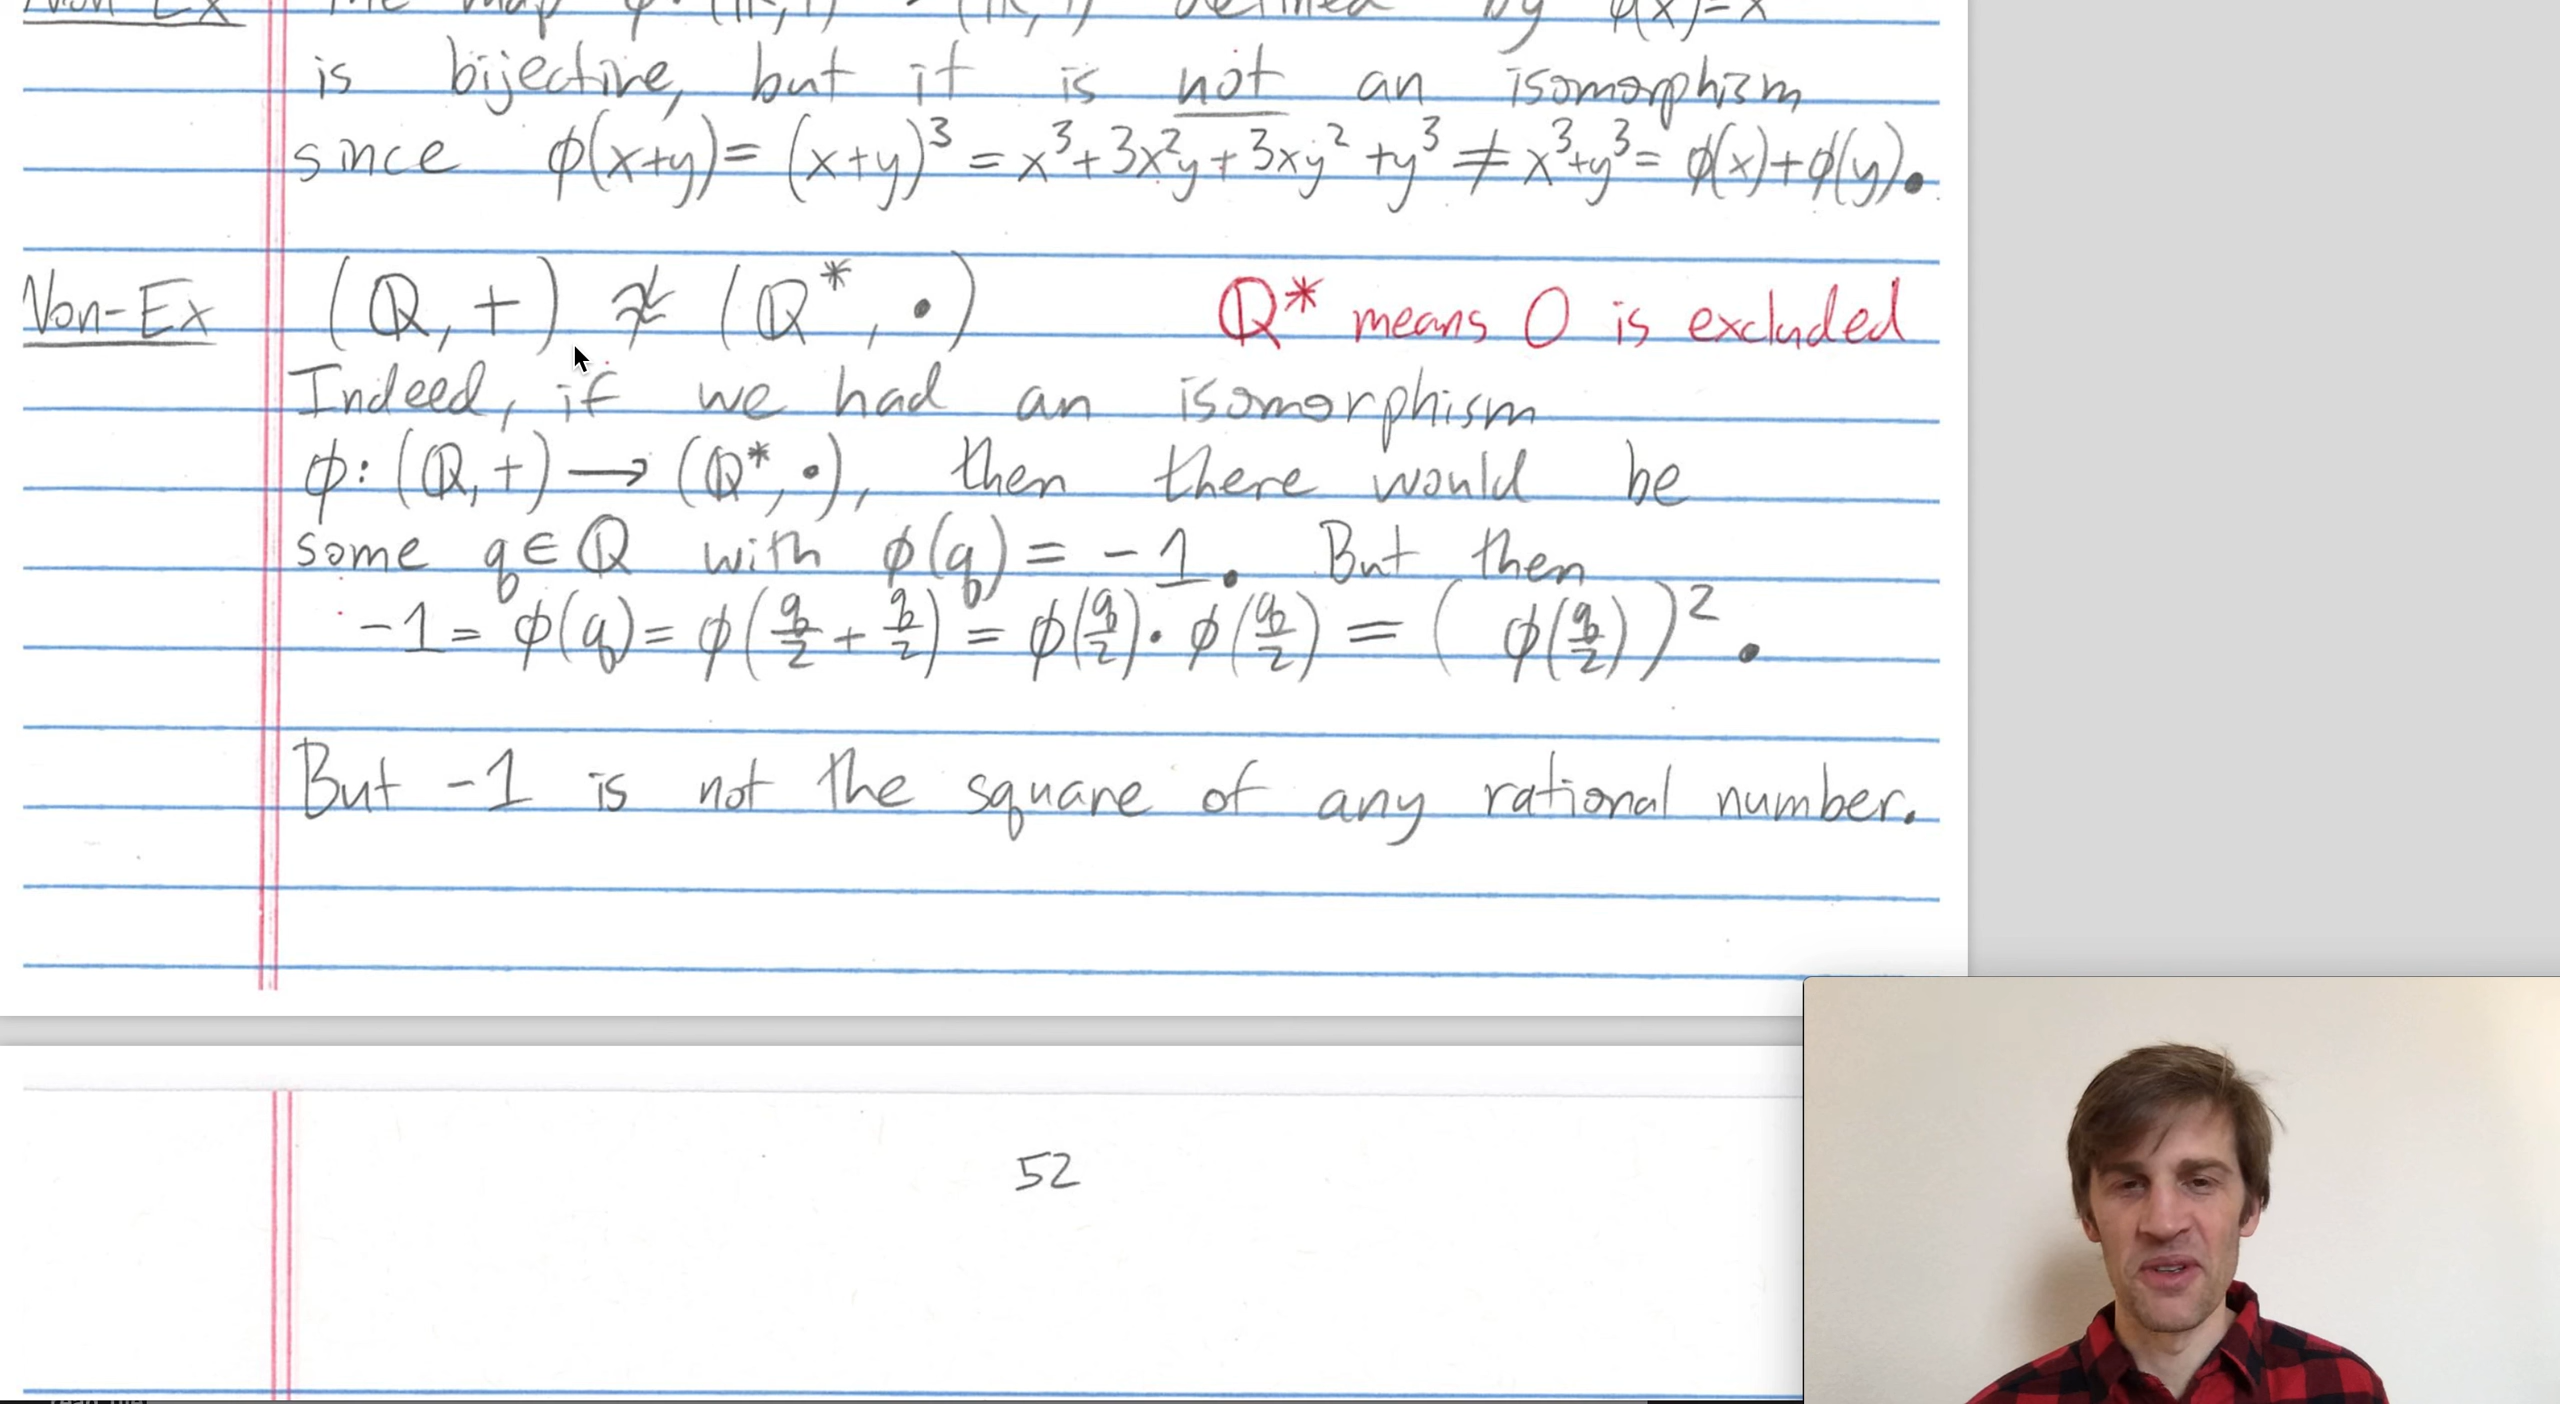 is bijective, but it is not an isomorphism
since ϕ(x+y) = (x+y)³ = x³+3x²y+3xy²+y³ ≠ x³+y³ = ϕ(x)+ϕ(y).
Non-Ex (ℚ, +) ≉ (ℚ*, •) ℚ* means 0 is excluded
Indeed, if we had an isomorphism
ϕ: (ℚ, +) → (ℚ*, •), then there would be
some q ∈ ℚ with ϕ(q) = -1. But then
-1 = ϕ(q) = ϕ(q/2 + q/2) = ϕ(q/2) • ϕ(q/2) = (ϕ(q/2))².
But -1 is not the square of any rational number.
52